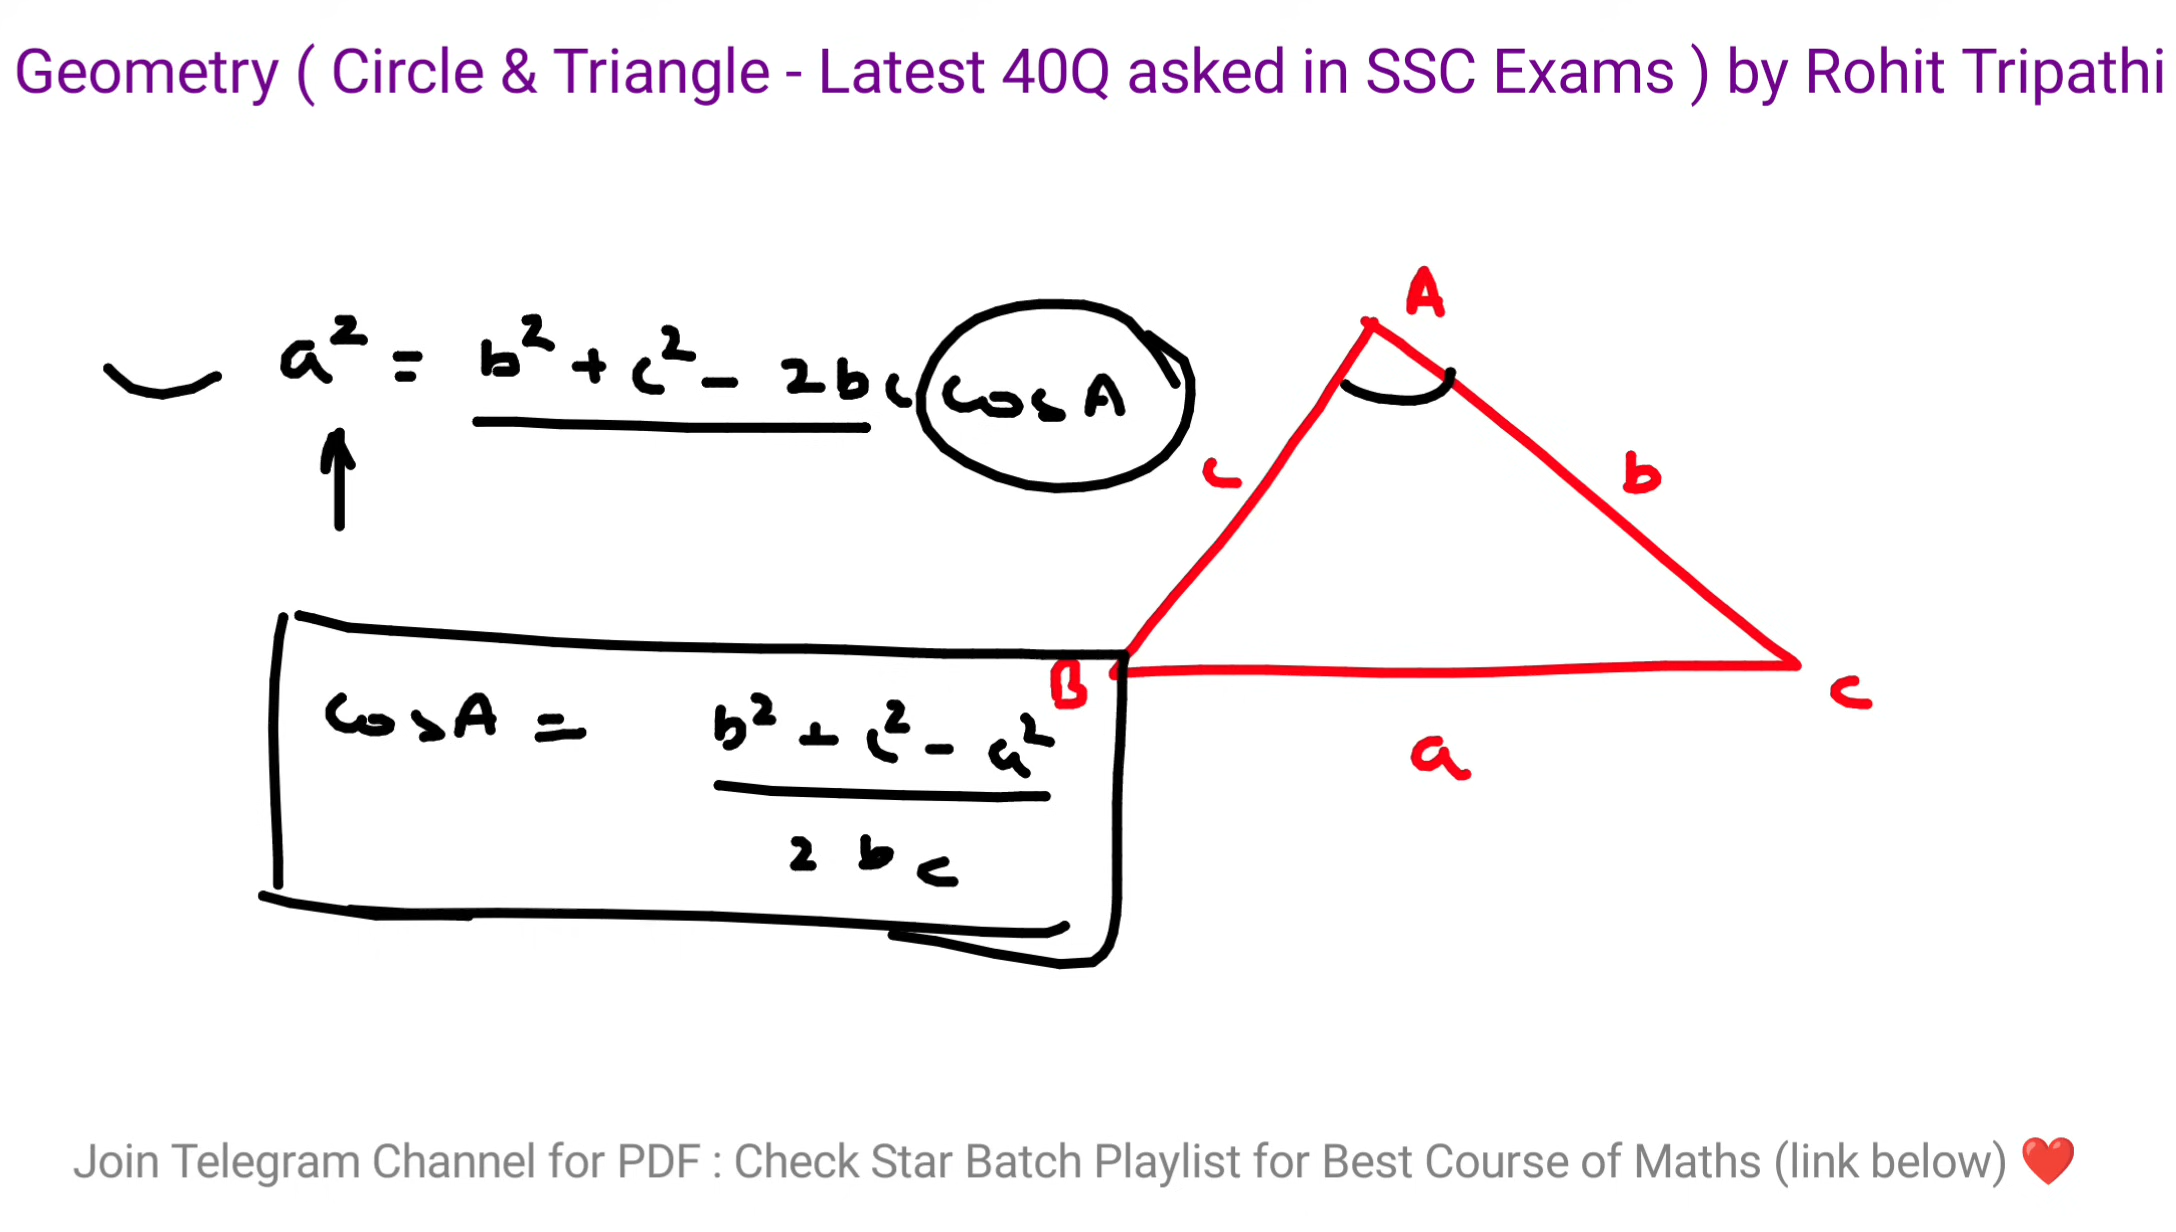 Geometry ( Circle & Triangle - Latest 40Q asked in SSC Exams ) by Rohit Tripathi
A
a² = b² + c² - 2bc cosA
c
b
B
c
cosA = b² + c² - a² / 2bc
a
Join Telegram Channel for PDF : Check Star Batch Playlist for Best Course of Maths (link below) ❤️